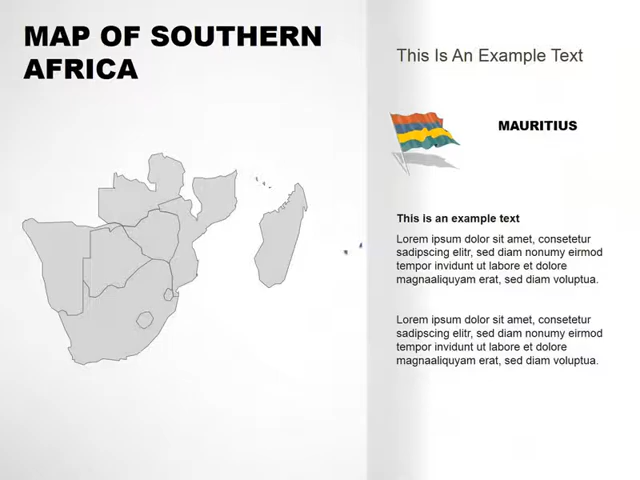 MAP OF SOUTHERN
AFRICA
This Is An Example Text
MAURITIUS
This is an example text
Lorem ipsum dolor sit amet, consetetur
sadipscing elitr, sed diam nonumy eirmod
tempor invidunt ut labore et dolore
magnaaliquyam erat, sed diam voluptua.
Lorem ipsum dolor sit amet, consetetur
sadipscing elitr, sed diam nonumy eirmod
tempor invidunt ut labore et dolore
magnaaliquyam erat, sed diam voluptua.